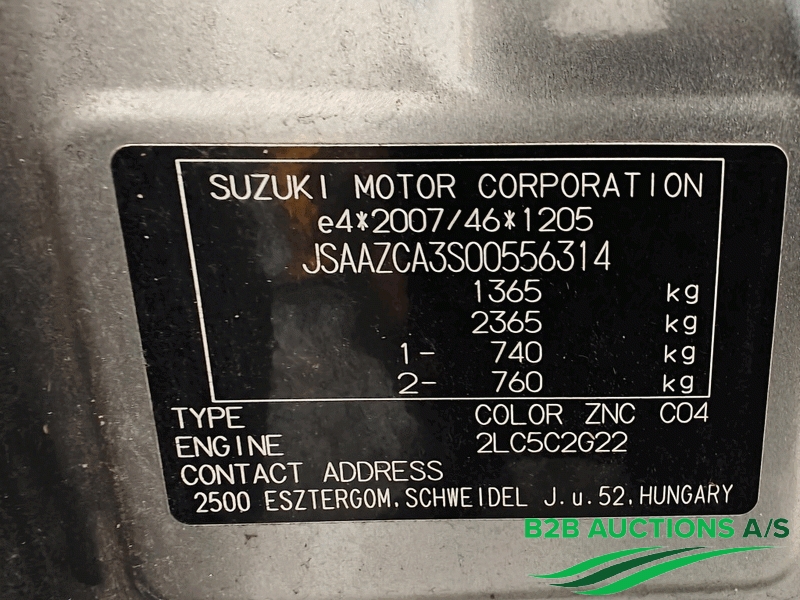 SUZUKI MOTOR CORPORATION
e4*2007/46*1205
JSAAZCA3S00556314
1365 kg
2365 kg
1- 740 kg
2- 760 kg
TYPE COLOR ZNC C04
ENGINE 2LC5C2G22
CONTACT ADDRESS
2500 ESZTERGOM, SCHWEIDEL J.u.52, HUNGARY
B2B AUCTIONS A/S